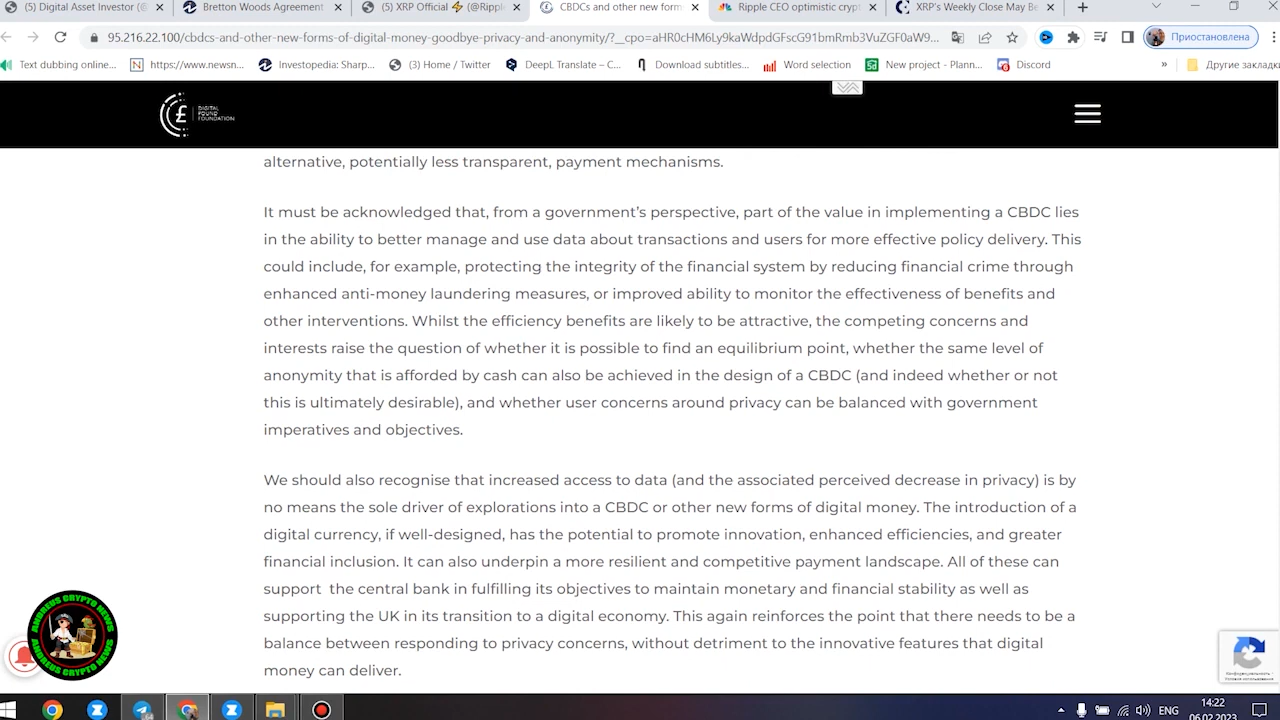 (5) Digital Asset Investor (@
Bretton Woods Agreement
(5) XRP Official ⚡ (@Ripple
CBDCs and other new form
Ripple CEO optimistic crypt
XRP's Weekly Close May Be
95.216.22.100/cbdcs-and-other-new-forms-of-digital-money-goodbye-privacy-and-anonymity/?__cpo=aHR0cHM6Ly9kaWdpdGFscG91bmRmb3VuZGF0aW9...
Приостановлена
Text dubbing online...
https://www.newsn...
Investopedia: Sharp...
(3) Home / Twitter
DeepL Translate – C...
Download subtitles...
Word selection
New project - Plann...
Discord
»
Другие закладки
DIGITAL
POUND
FOUNDATION
alternative, potentially less transparent, payment mechanisms.
It must be acknowledged that, from a government’s perspective, part of the value in implementing a CBDC lies
in the ability to better manage and use data about transactions and users for more effective policy delivery. This
could include, for example, protecting the integrity of the financial system by reducing financial crime through
enhanced anti-money laundering measures, or improved ability to monitor the effectiveness of benefits and
other interventions. Whilst the efficiency benefits are likely to be attractive, the competing concerns and
interests raise the question of whether it is possible to find an equilibrium point, whether the same level of
anonymity that is afforded by cash can also be achieved in the design of a CBDC (and indeed whether or not
this is ultimately desirable), and whether user concerns around privacy can be balanced with government
imperatives and objectives.
We should also recognise that increased access to data (and the associated perceived decrease in privacy) is by
no means the sole driver of explorations into a CBDC or other new forms of digital money. The introduction of a
digital currency, if well-designed, has the potential to promote innovation, enhanced efficiencies, and greater
financial inclusion. It can also underpin a more resilient and competitive payment landscape. All of these can
support the central bank in fulfilling its objectives to maintain monetary and financial stability as well as
supporting the UK in its transition to a digital economy. This again reinforces the point that there needs to be a
balance between responding to privacy concerns, without detriment to the innovative features that digital
money can deliver.
ANDREUS CRYPTO NEWS
ANDREUS CRYPTO NEWS
Конфиденциальность -
Условия использования
ENG
14:22
06.02.2023